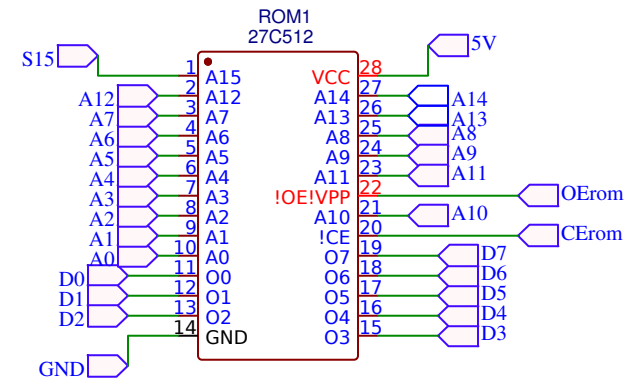 ROM1
27C512
S15 1 A15 VCC 28 5V
A12 2 A12 A14 27 A14
A7 3 A7 A13 26 A13
A6 4 A6 A8 25 A8
A5 5 A5 A9 24 A9
A4 6 A4 A11 23 A11
A3 7 A3 !OE!VPP 22 OErom
A2 8 A2 A10 21 A10
A1 9 A1 !CE 20 CErom
A0 10 A0 O7 19 D7
D0 11 O0 O6 18 D6
D1 12 O1 O5 17 D5
D2 13 O2 O4 16 D4
GND 14 GND O3 15 D3